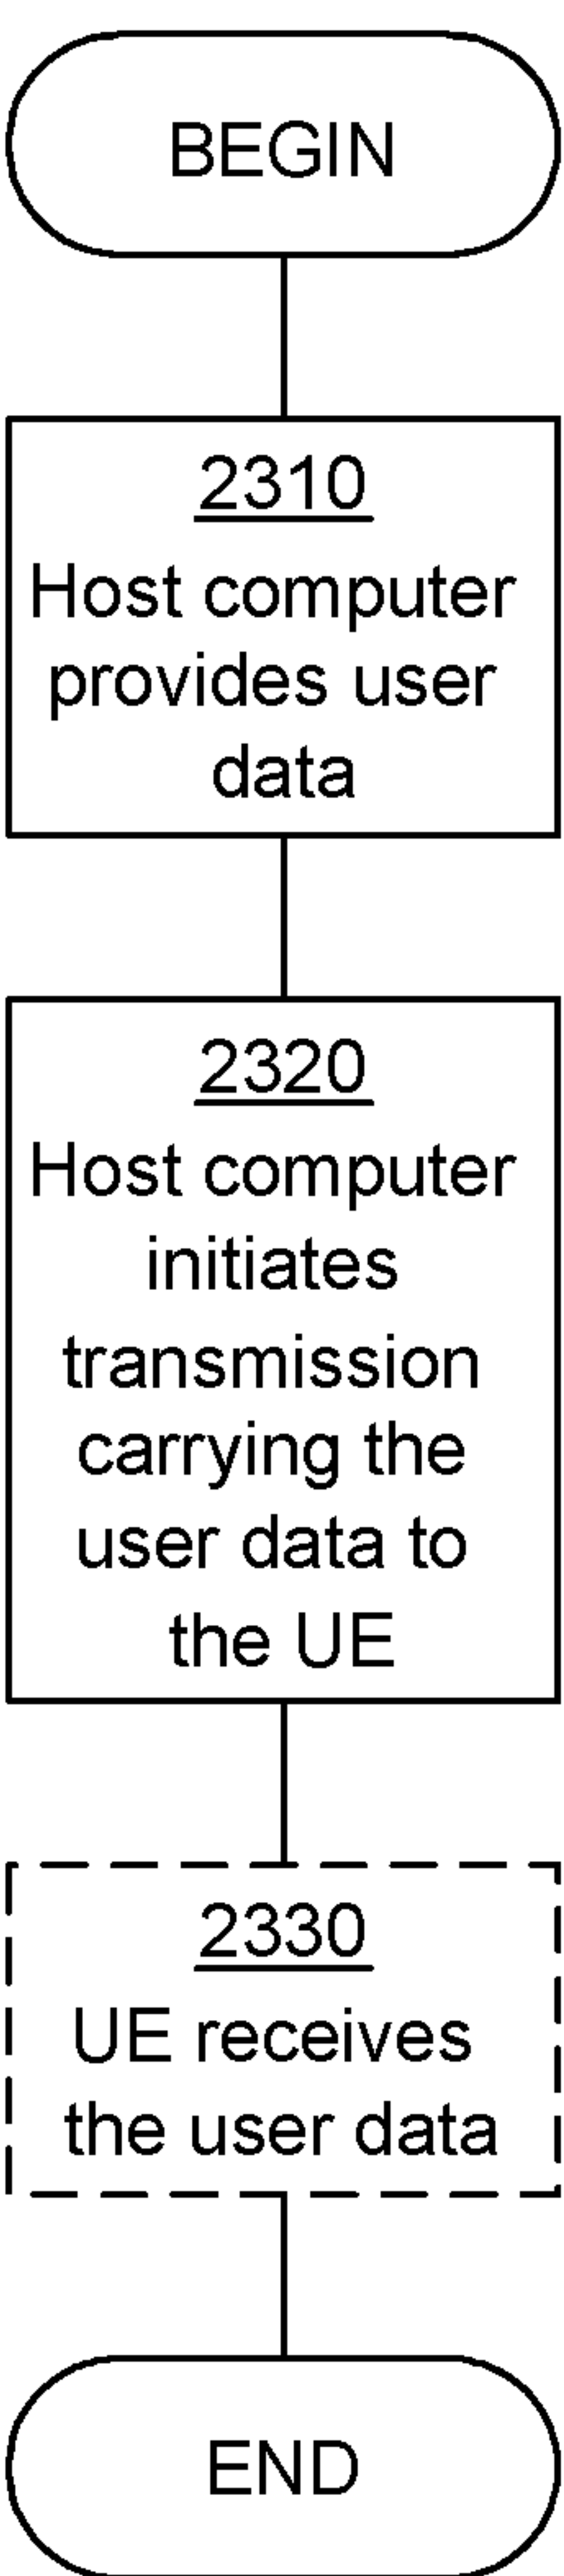 BEGIN
2310
Host computer
provides user
data
2320
Host computer
initiates
transmission
carrying the
user data to
the UE
2330
UE receives
the user data
END